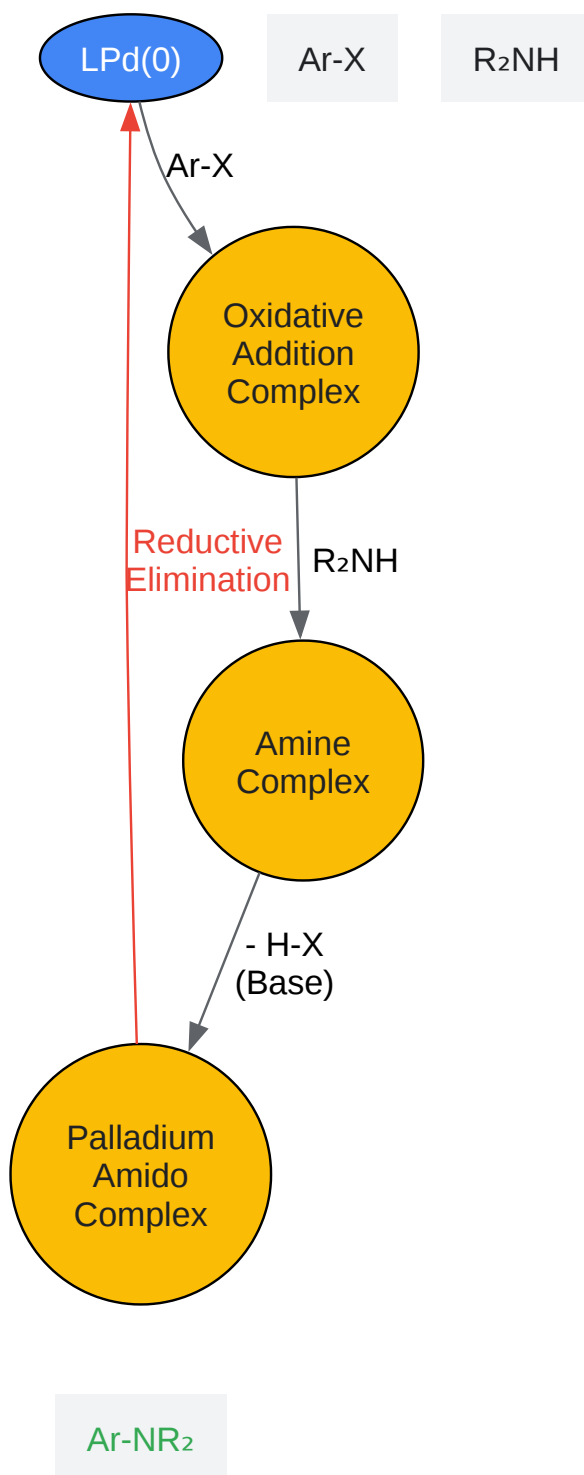 LPd(0)
Ar-X
R₂NH
Ar-X
Oxidative
Addition
Complex
Reductive
Elimination
R₂NH
Amine
Complex
- H-X
(Base)
Palladium
Amido
Complex
Ar-NR₂